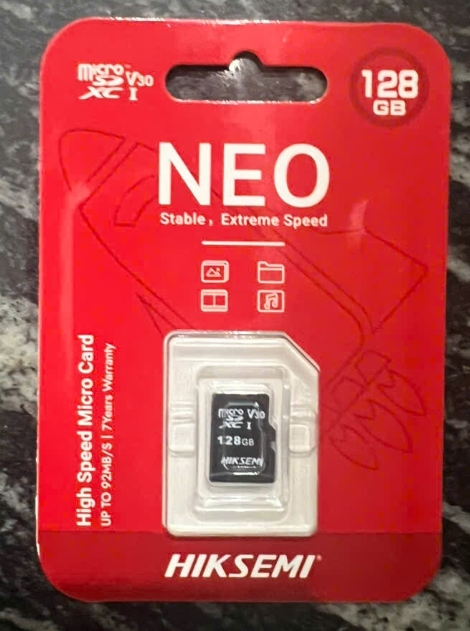 micro SD XC V30 I
128 GB
NEO
Stable, Extreme Speed
High Speed Micro Card
UP TO 92MB/S | 7Years Warranty
micro SD XC V30 I
128GB
HIKSEMI
HIKSEMI®